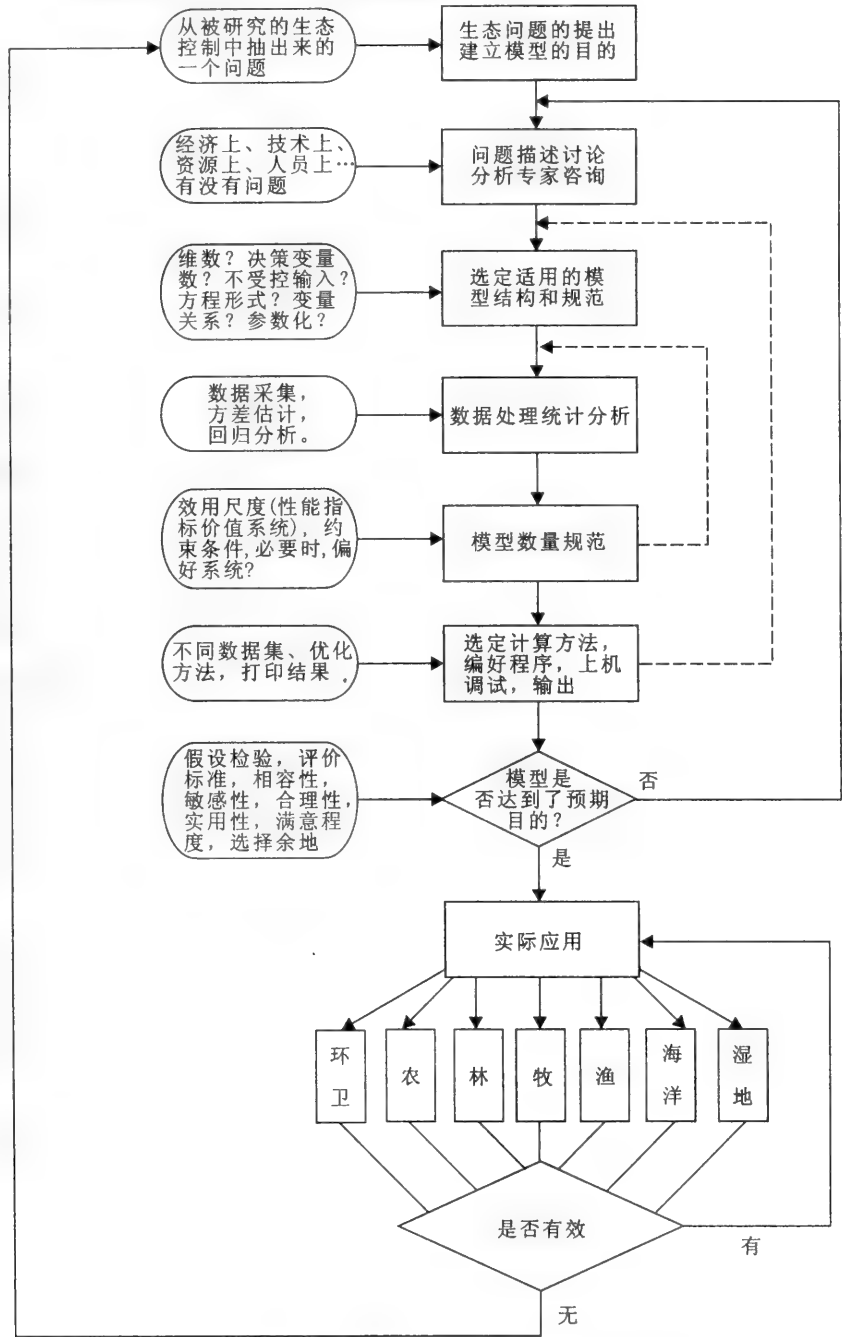 从被研究的生态
控制中抽出来的
一个问题
生态问题的提出
建立模型的目的
经济上、技术上、
资源上、人员上…
有没有问题
问题描述讨论
分析专家咨询
维数？决策变量
数？不受控输入？
方程形式？变量
关系？参数化？
选定适用的模
型结构和规范
数据采集，
方差估计，
回归分析。
数据处理统计分析
效用尺度(性能指
标价值系统)，约
束条件,必要时,偏
好系统?
模型数量规范
不同数据集、优化
方法，打印结果.
选定计算方法，
编好程序，上机
调试，输出
假设检验，评价
标准，相容性，
敏感性，合理性，
实用性，满意程
度，选择余地
模型是
否达到了预期
目的？
否
是
实际应用
环
卫
农
林
牧
渔
海
洋
湿
地
是否有效
有
无